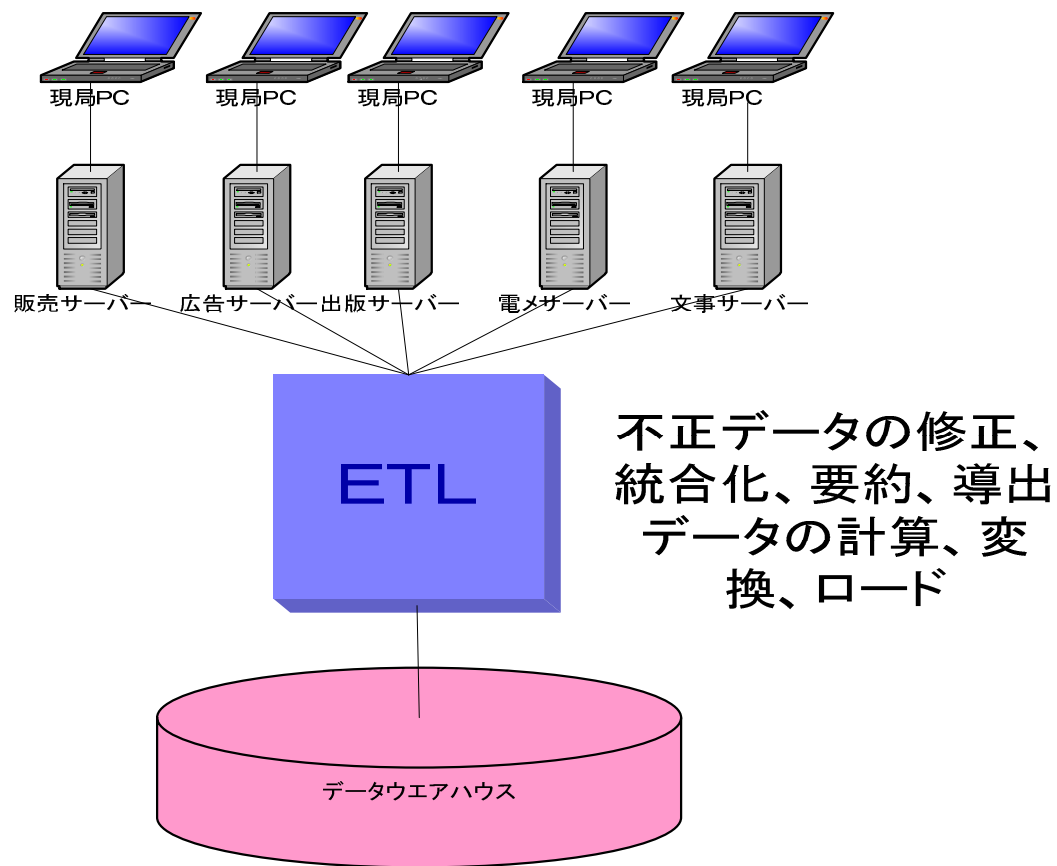 現局PC 現局PC 現局PC 現局PC 現局PC
販売サーバー 広告サーバー 出版サーバー 電メサーバー 文事サーバー
ETL
不正データの修正、
統合化、要約、導出
データの計算、変
換、ロード
データウエアハウス